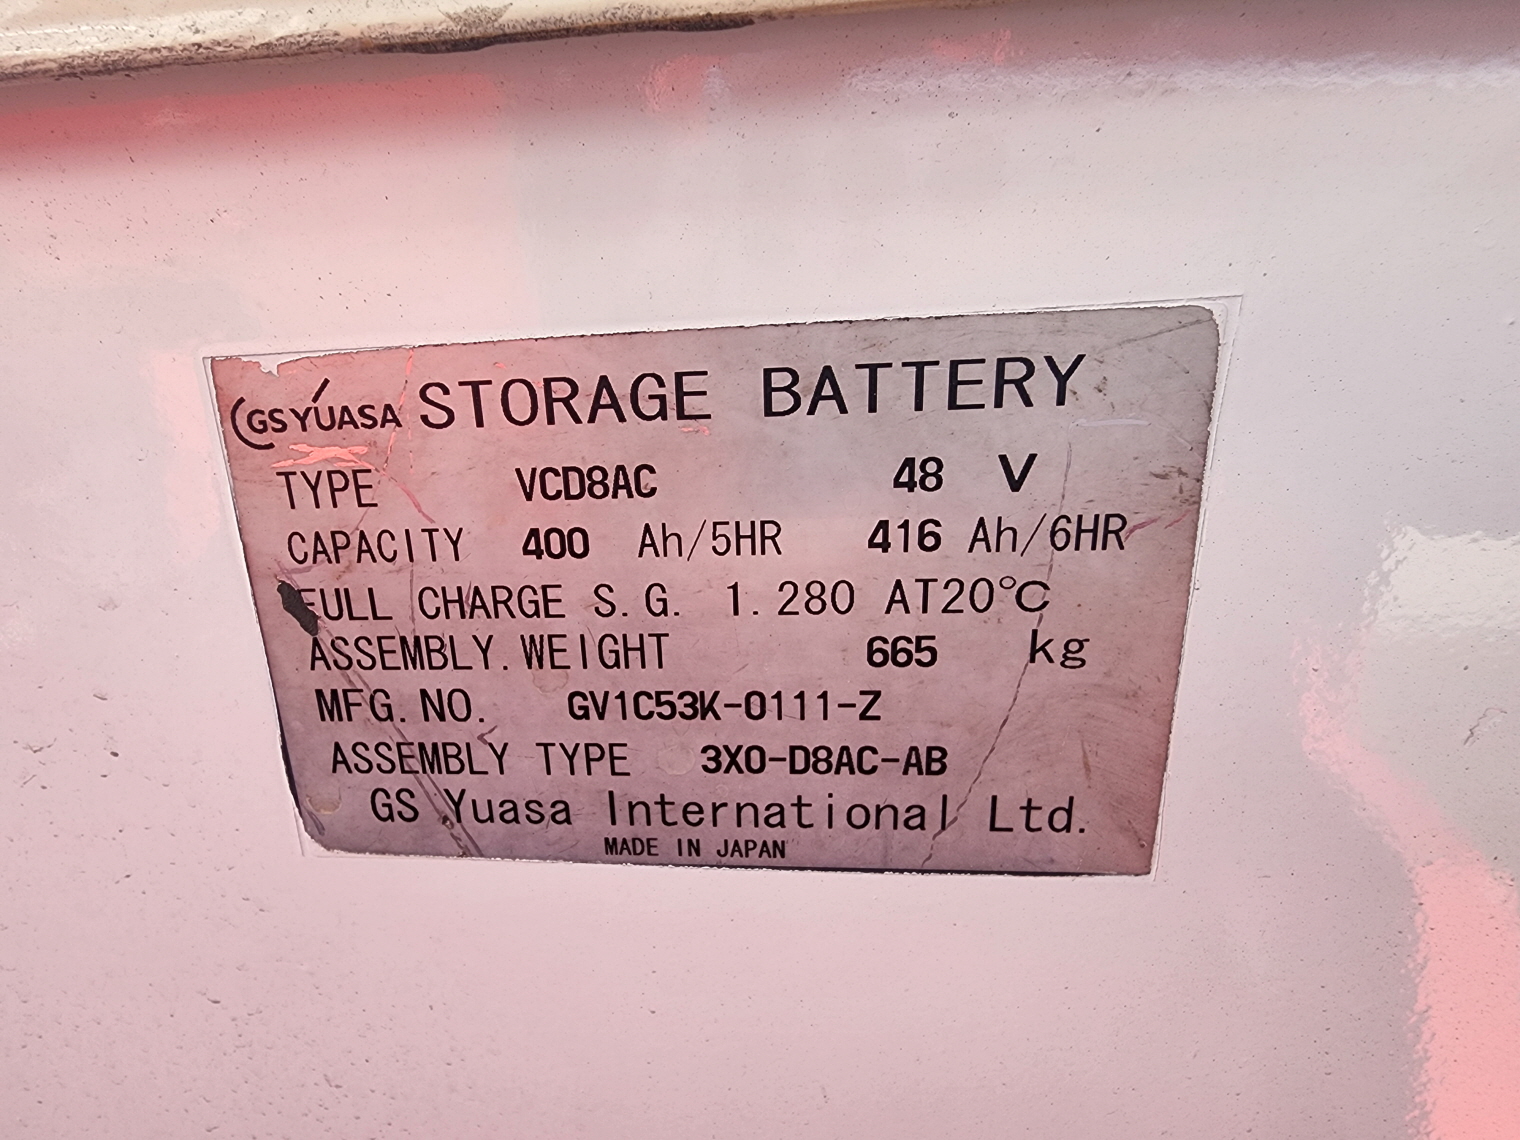 GS YUASA STORAGE BATTERY
TYPE VCD8AC 48 V
CAPACITY 400 Ah/5HR 416 Ah/6HR
FULL CHARGE S.G. 1.280 AT20℃
ASSEMBLY.WEIGHT 665 kg
MFG.NO. GV1C53K-0111-Z
ASSEMBLY TYPE 3X0-D8AC-AB
GS Yuasa International Ltd.
MADE IN JAPAN